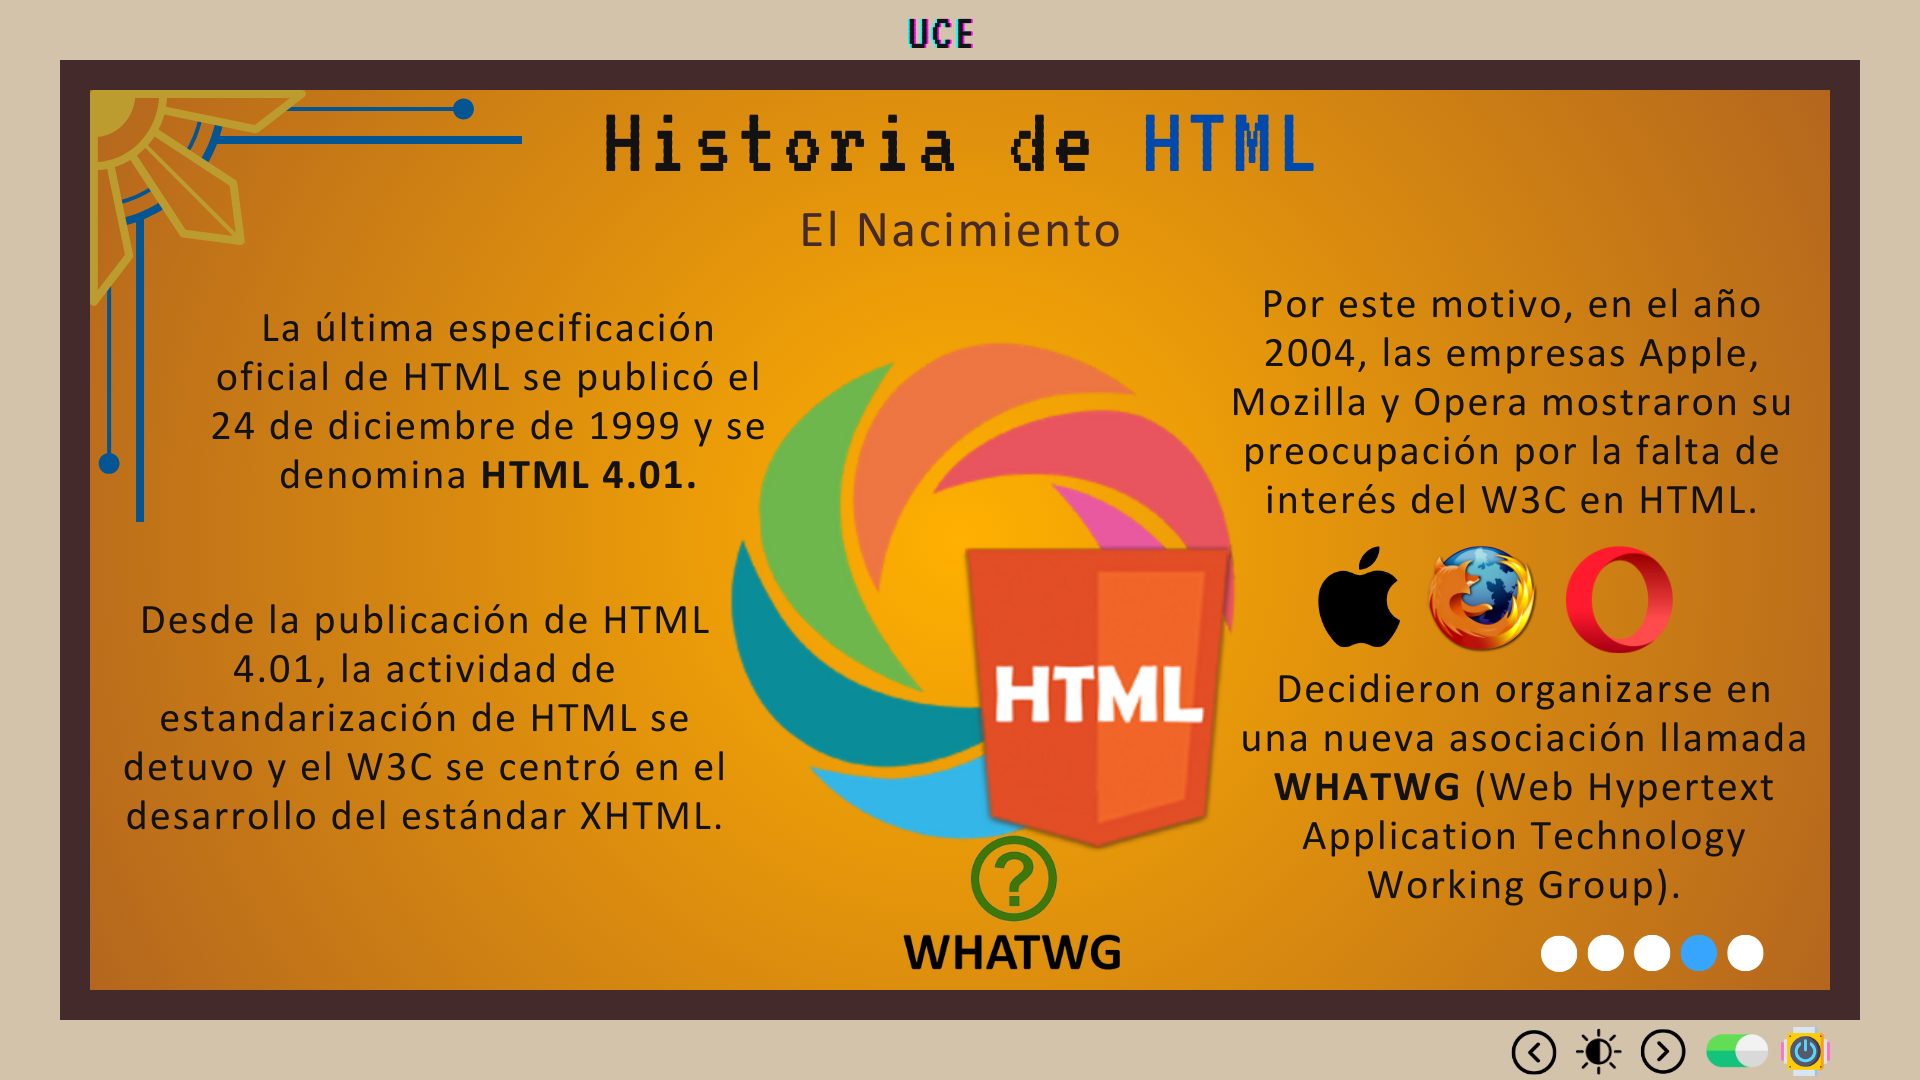 UCE
Historia de HTML
El Nacimiento
La última especificación
oficial de HTML se publicó el
24 de diciembre de 1999 y se
denomina HTML 4.01.
Desde la publicación de HTML
4.01, la actividad de
estandarización de HTML se
detuvo y el W3C se centró en el
desarrollo del estándar XHTML.
HTML
?
WHATWG
Por este motivo, en el año
2004, las empresas Apple,
Mozilla y Opera mostraron su
preocupación por la falta de
interés del W3C en HTML.
Decidieron organizarse en
una nueva asociación llamada
WHATWG (Web Hypertext
Application Technology
Working Group).